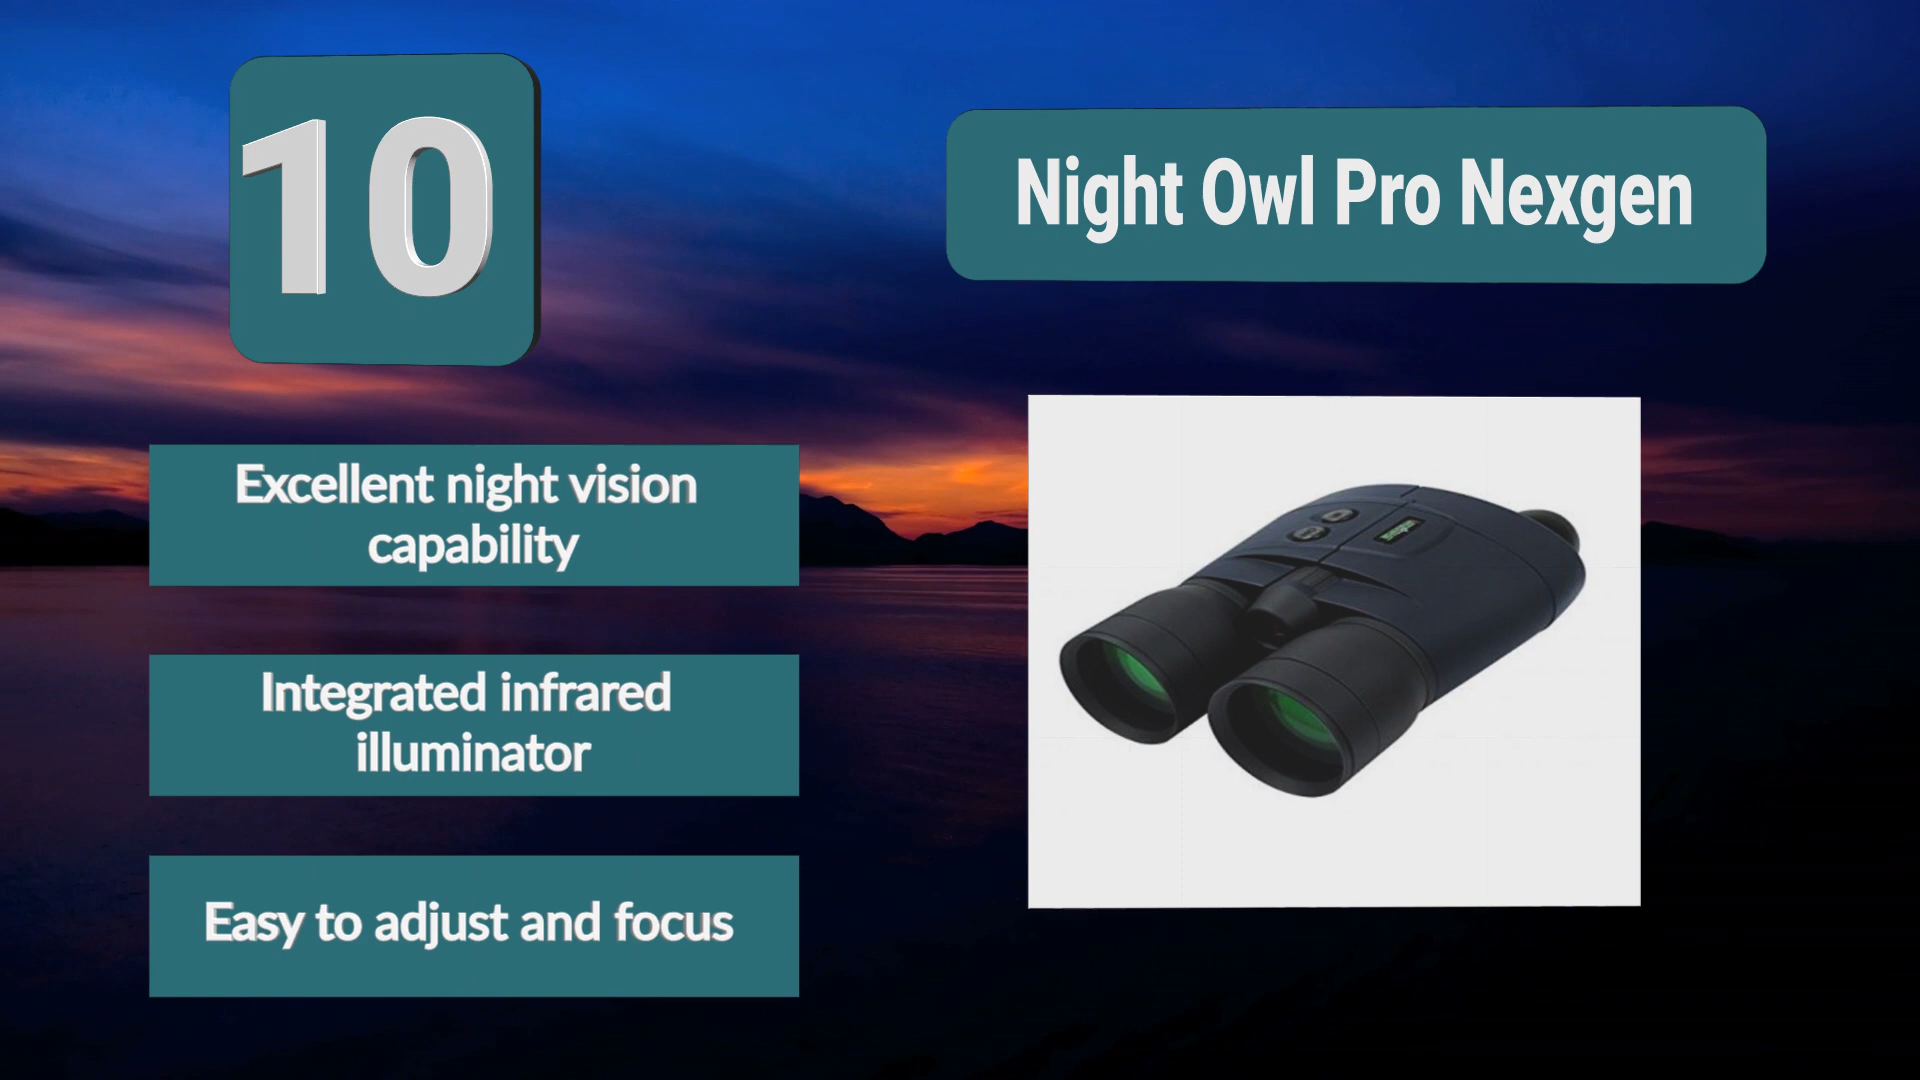 10
Night Owl Pro Nexgen
Excellent night vision
capability
Integrated infrared
illuminator
Easy to adjust and focus